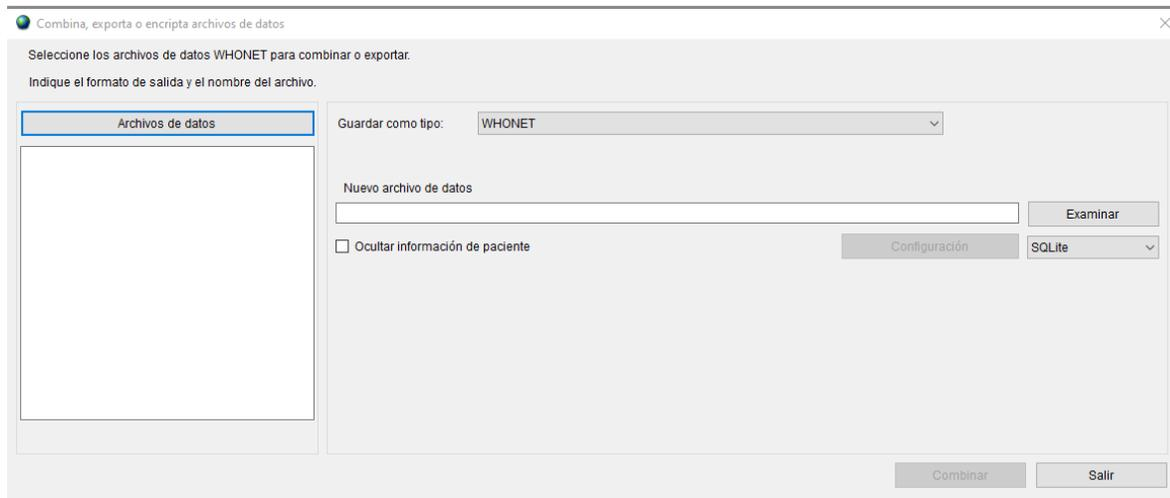 Combina, exporta o encripta archivos de datos
Seleccione los archivos de datos WHONET para combinar o exportar.
Indique el formato de salida y el nombre del archivo.
Archivos de datos
Guardar como tipo: WHONET
Nuevo archivo de datos
Examinar
Ocultar información de paciente Configuración SQLite
Combinar Salir